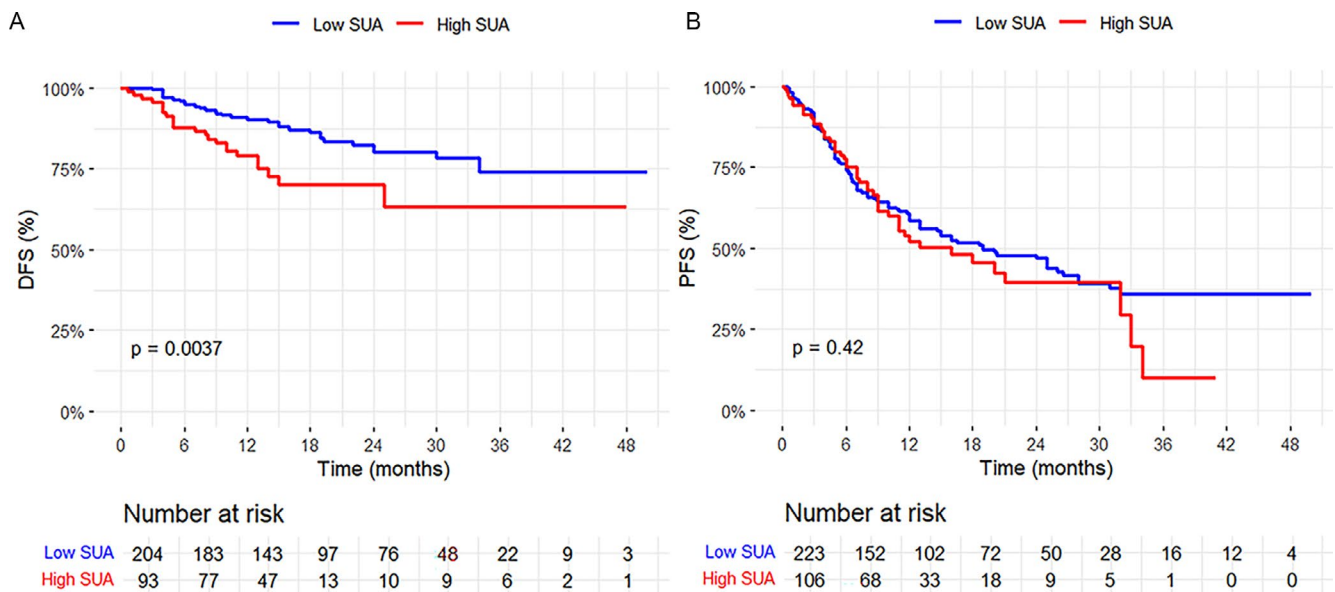 A
Low SUA High SUA
DFS (%)
100%
75%
50%
25%
0%
p = 0.0037
0 6 12 18 24 30 36 42 48
Time (months)
Number at risk
Low SUA 204 183 143 97 76 48 22 9 3
High SUA 93 77 47 13 10 9 6 2 1
B
Low SUA High SUA
PFS (%)
100%
75%
50%
25%
0%
p = 0.42
0 6 12 18 24 30 36 42 48
Time (months)
Number at risk
Low SUA 223 152 102 72 50 28 16 12 4
High SUA 106 68 33 18 9 5 1 0 0